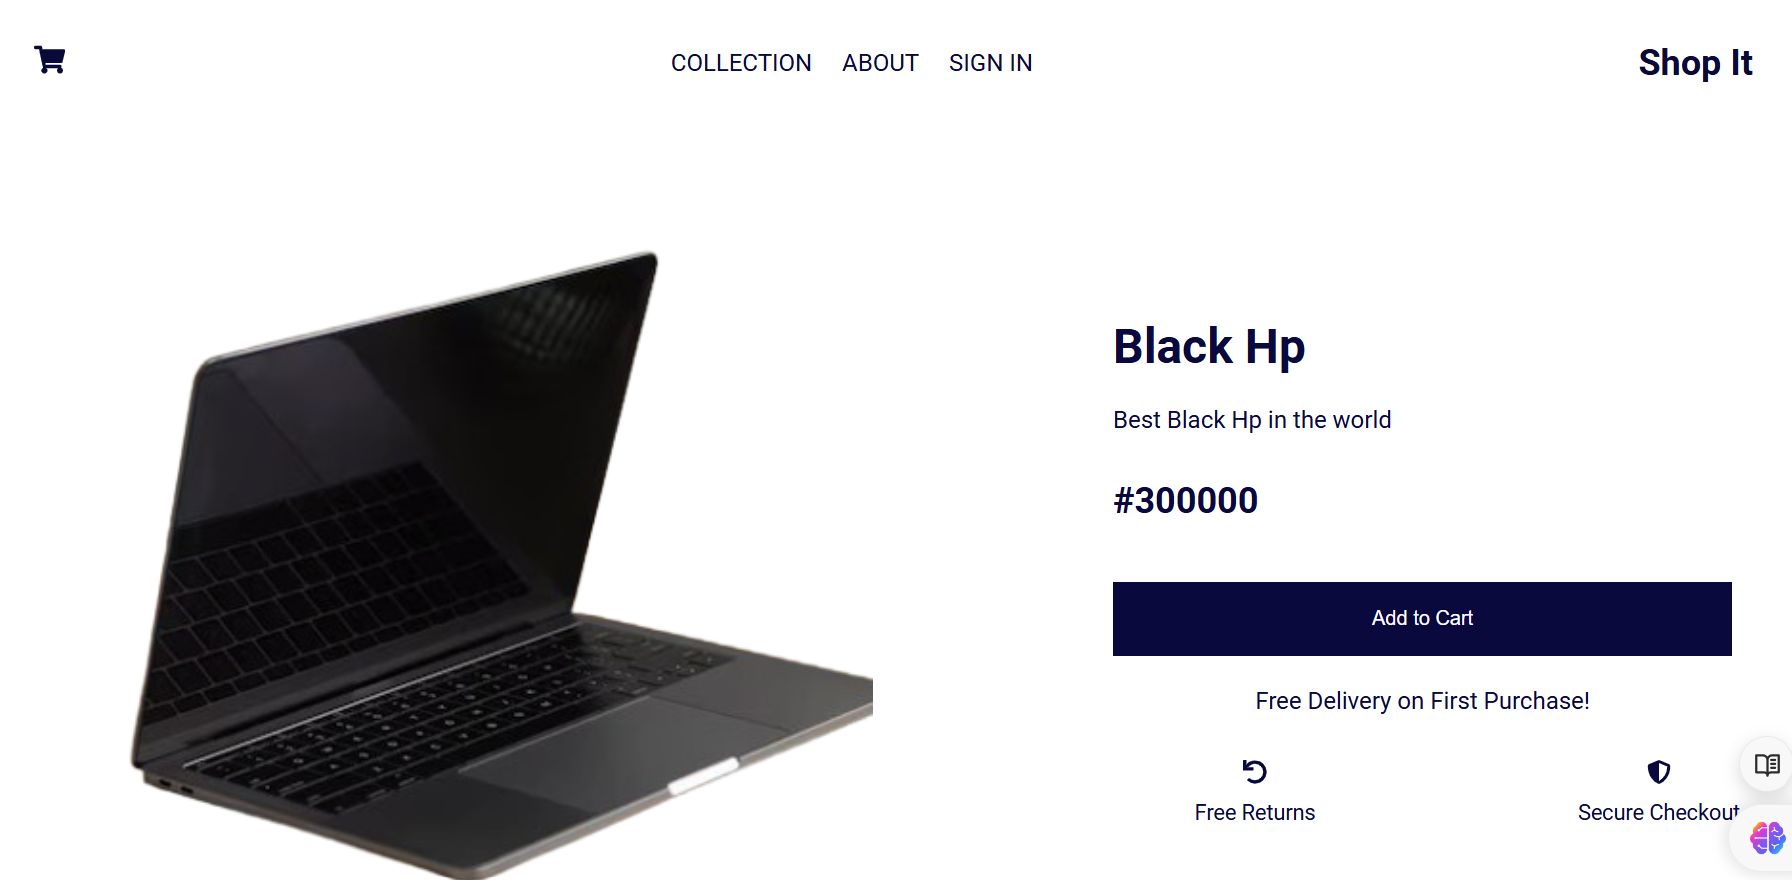 COLLECTION ABOUT SIGN IN
Shop It
Black Hp
Best Black Hp in the world
#300000
Add to Cart
Free Delivery on First Purchase!
Free Returns
Secure Checkout